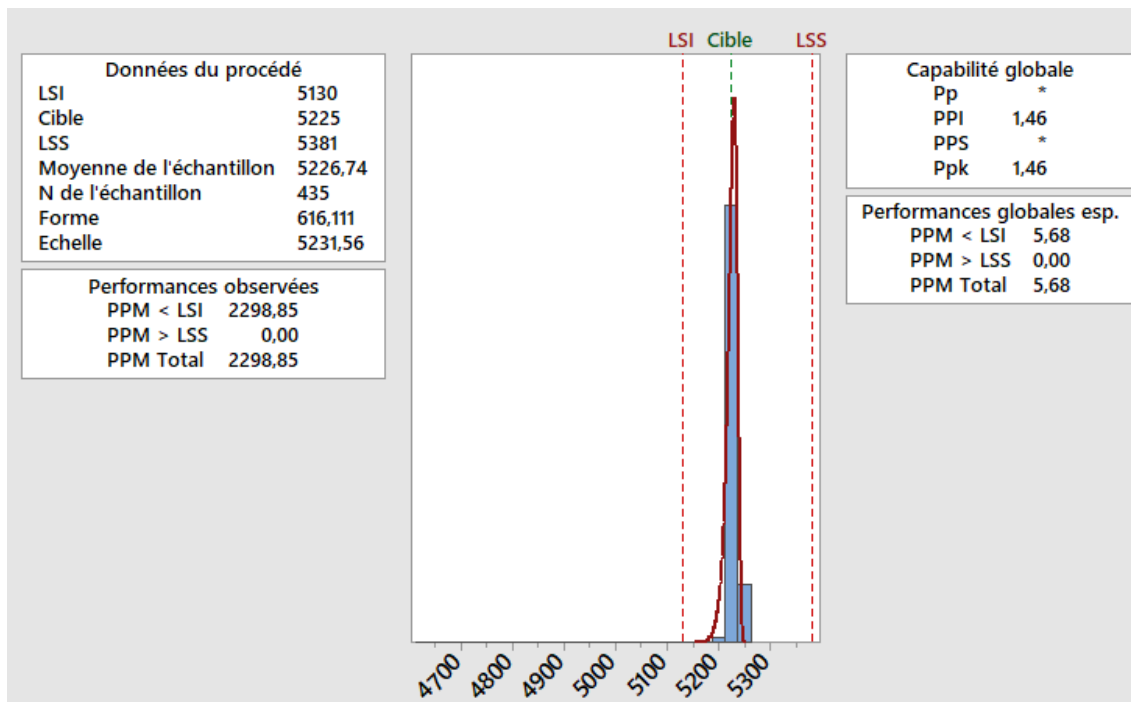 LSI Cible LSS
Données du procédé
LSI 5130
Cible 5225
LSS 5381
Moyenne de l'échantillon 5226,74
N de l'échantillon 435
Forme 616,111
Echelle 5231,56
Performances observées
PPM < LSI 2298,85
PPM > LSS 0,00
PPM Total 2298,85
Capabilité globale
Pp *
PPI 1,46
PPS *
Ppk 1,46
Performances globales esp.
PPM < LSI 5,68
PPM > LSS 0,00
PPM Total 5,68
4700 4800 4900 5000 5100 5200 5300